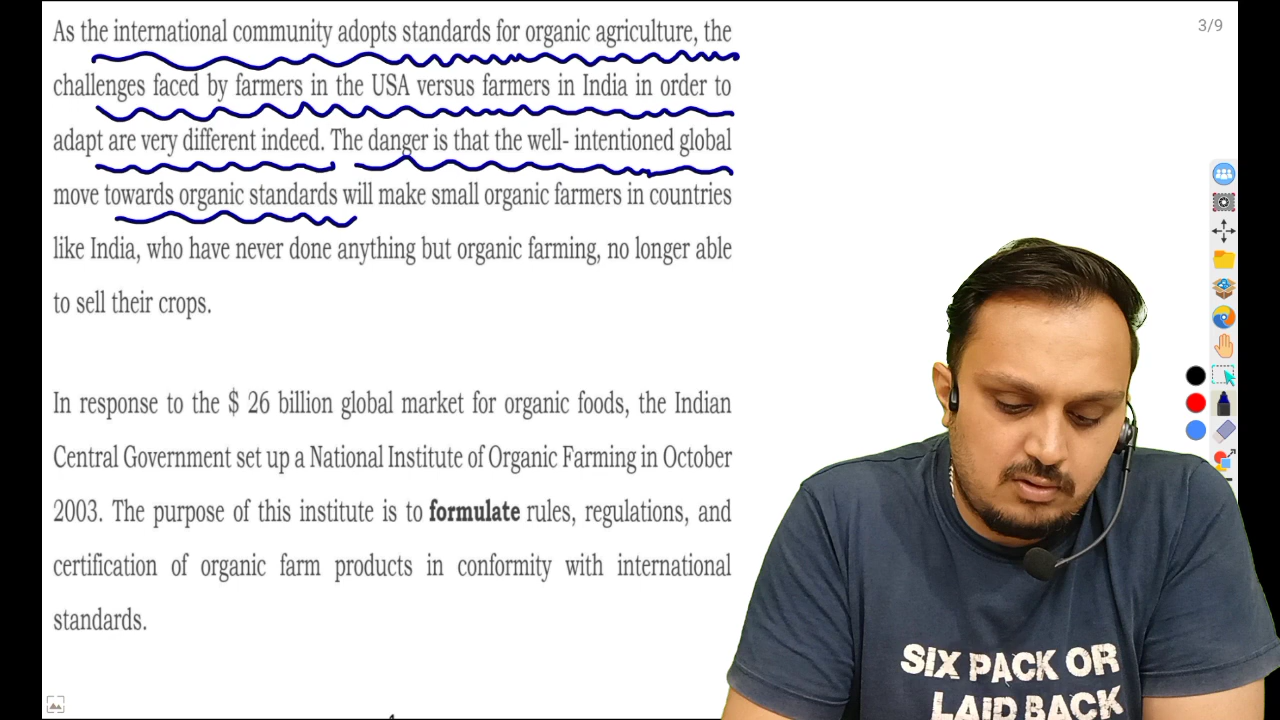 3/9
As the international community adopts standards for organic agriculture, the
challenges faced by farmers in the USA versus farmers in India in order to
adapt are very different indeed. The danger is that the well- intentioned global
move towards organic standards will make small organic farmers in countries
like India, who have never done anything but organic farming, no longer able
to sell their crops.
In response to the $ 26 billion global market for organic foods, the Indian
Central Government set up a National Institute of Organic Farming in October
2003. The purpose of this institute is to formulate rules, regulations, and
certification of organic farm products in conformity with international
standards.
SIX PACK OR
LAID BACK